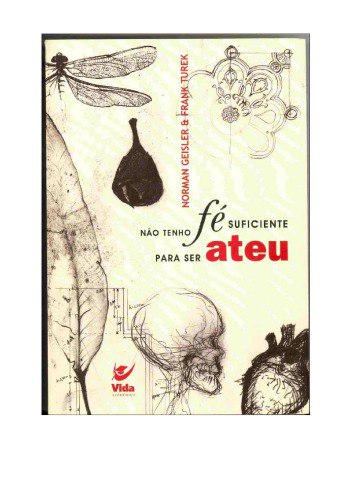 NORMAN GEISLER & FRANK TUREK
NÃO TENHO fé SUFICIENTE
PARA SER ateu
Vida